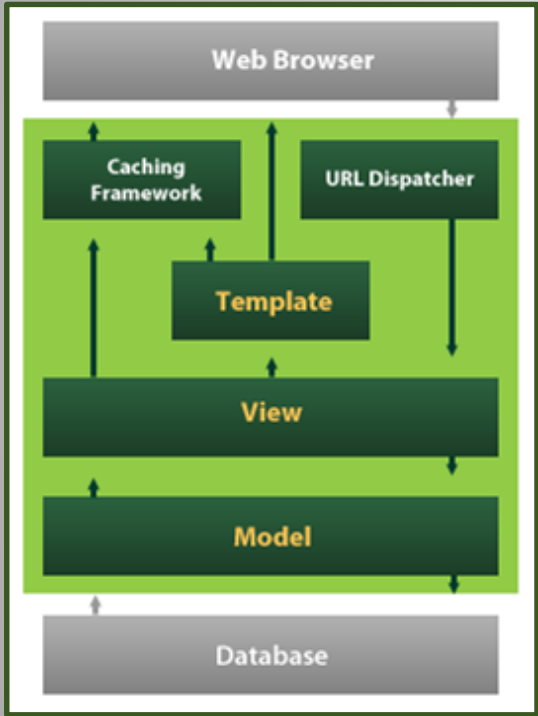 Web Browser
Caching
Framework
URL Dispatcher
Template
View
Model
Database